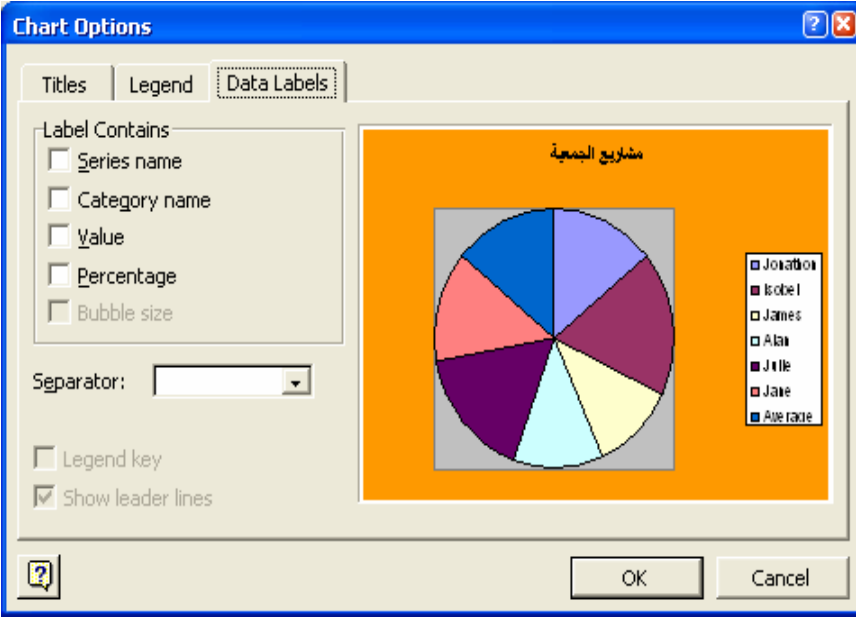 Chart Options
Titles
Legend
Data Labels
Label Contains
Series name
Category name
Value
Percentage
Bubble size
Separator:
Legend key
Show leader lines
مشاريع الجمعية
Jonathon
Isobel
James
Alan
Julie
Jane
Average
OK
Cancel